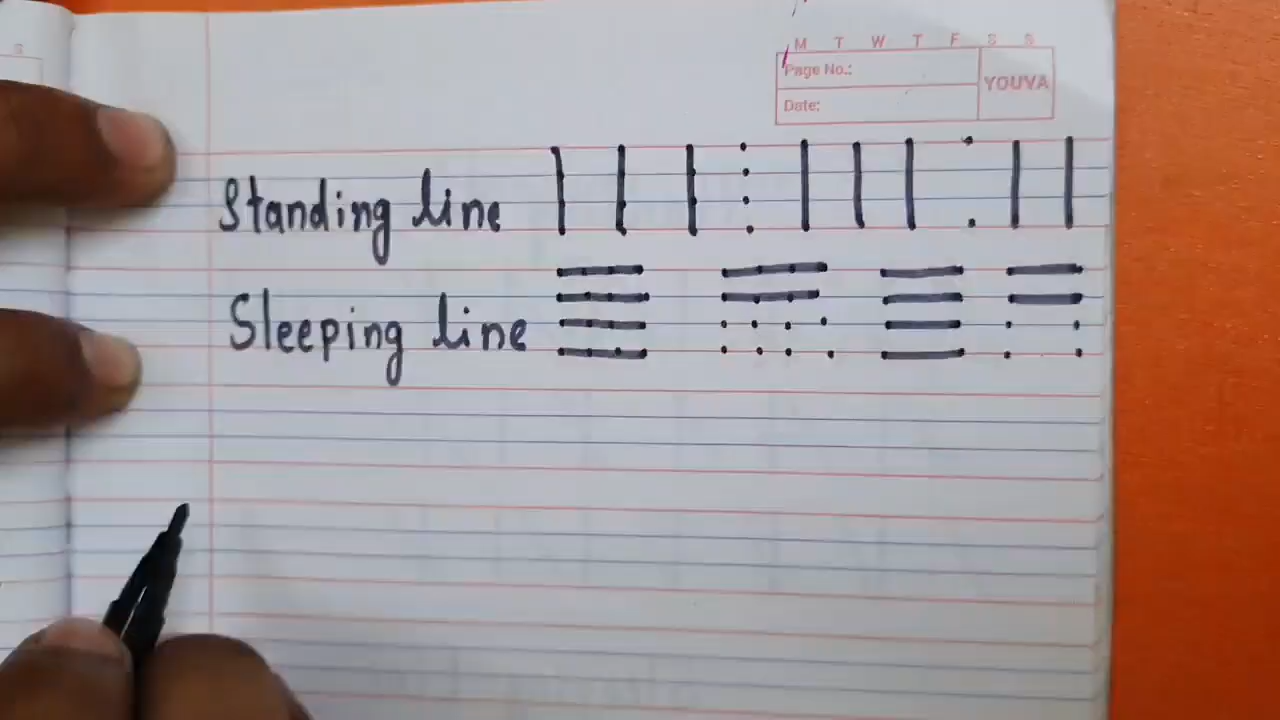 S
M T W T F S S
Page No.:
YOUVA
Date:
Standing line
Sleeping line